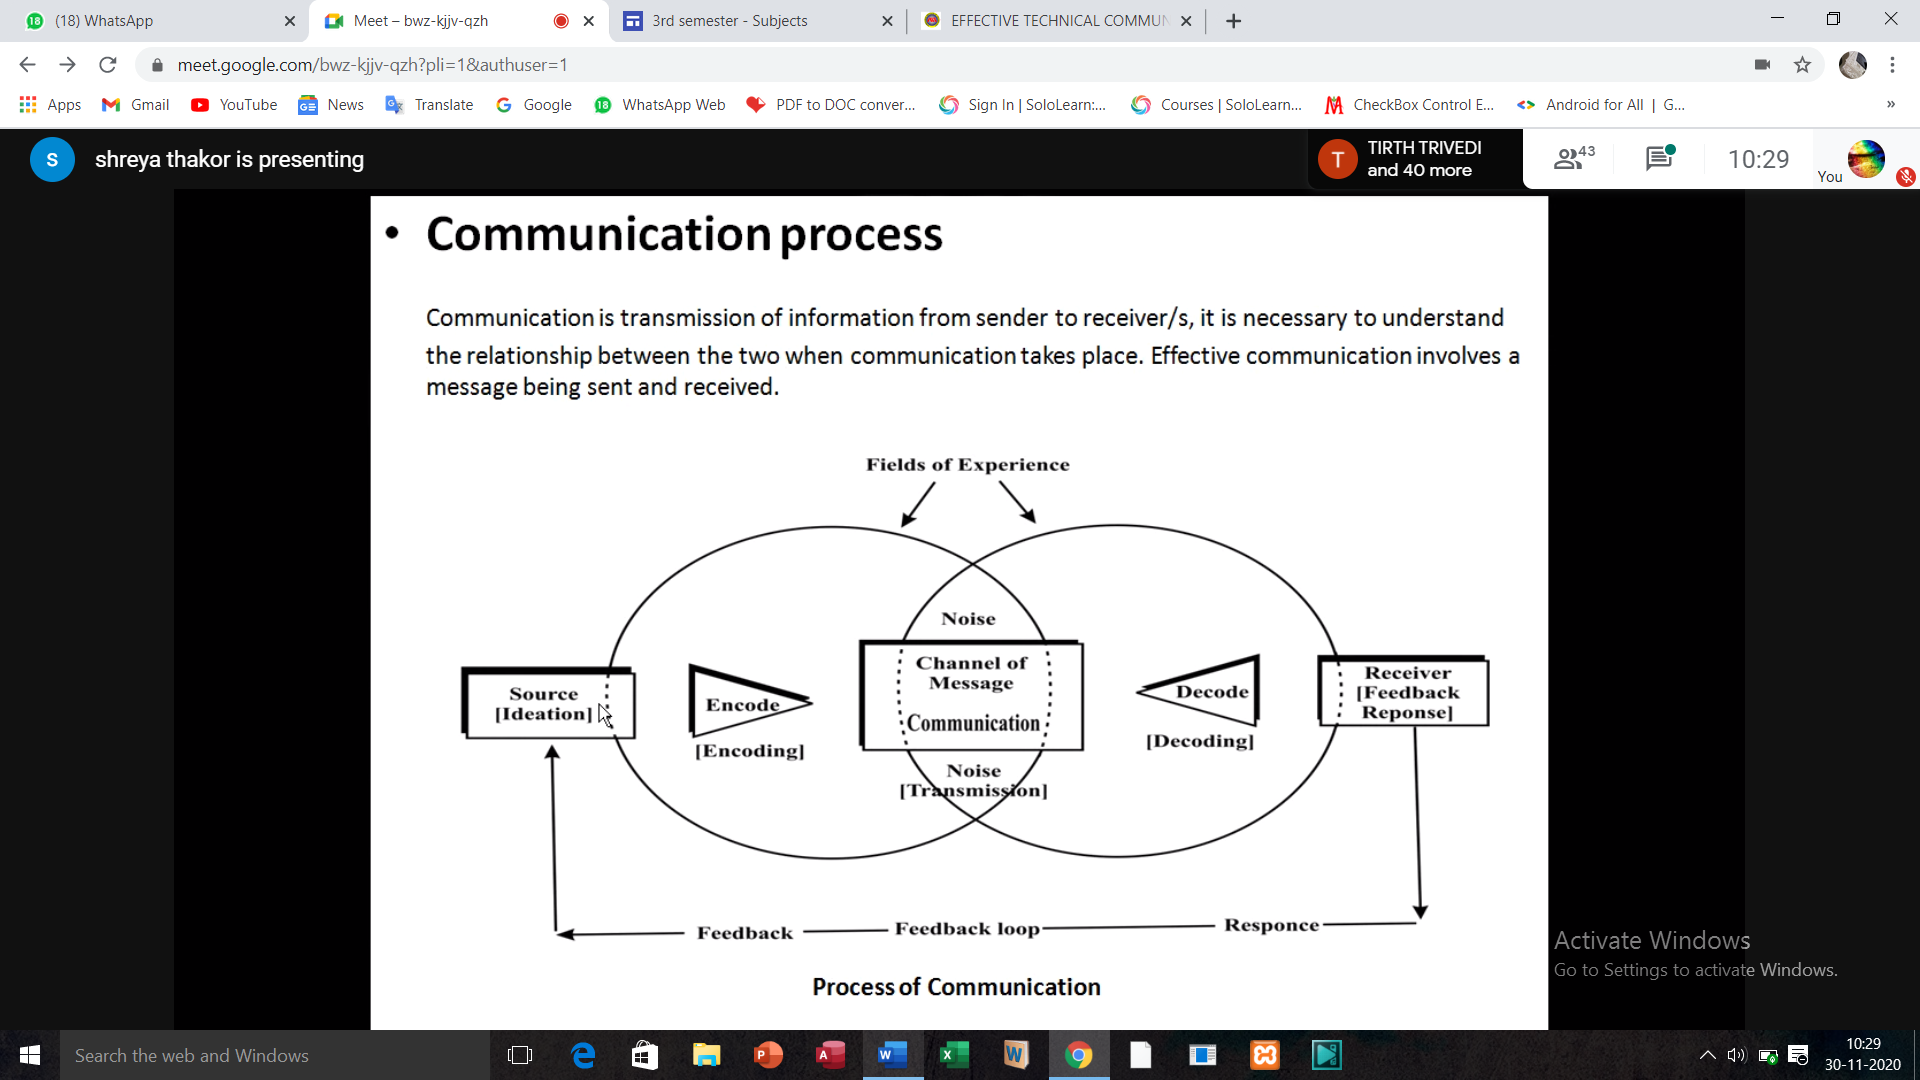 (18) WhatsApp
Meet – bwz-kjjv-qzh
3rd semester - Subjects
EFFECTIVE TECHNICAL COMMUN
meet.google.com/bwz-kjjv-qzh?pli=1&authuser=1
Apps
Gmail
YouTube
News
Translate
Google
18
WhatsApp Web
PDF to DOC conver...
Sign In | SoloLearn:...
Courses | SoloLearn...
CheckBox Control E...
Android for All | G...
»
S
shreya thakor is presenting
T
TIRTH TRIVEDI
and 40 more
43
10:29
You
• Communication process
Communication is transmission of information from sender to receiver/s, it is necessary to understand
the relationship between the two when communication takes place. Effective communication involves a
message being sent and received.
Fields of Experience
Noise
Source
[Ideation]
Encode
[Encoding]
Channel of
Message
Communication
Noise
[Transmission]
Decode
[Decoding]
Receiver
[Feedback
Reponse]
Feedback
Feedback loop
Responce
Process of Communication
Activate Windows
Go to Settings to activate Windows.
Search the web and Windows
10:29
30-11-2020